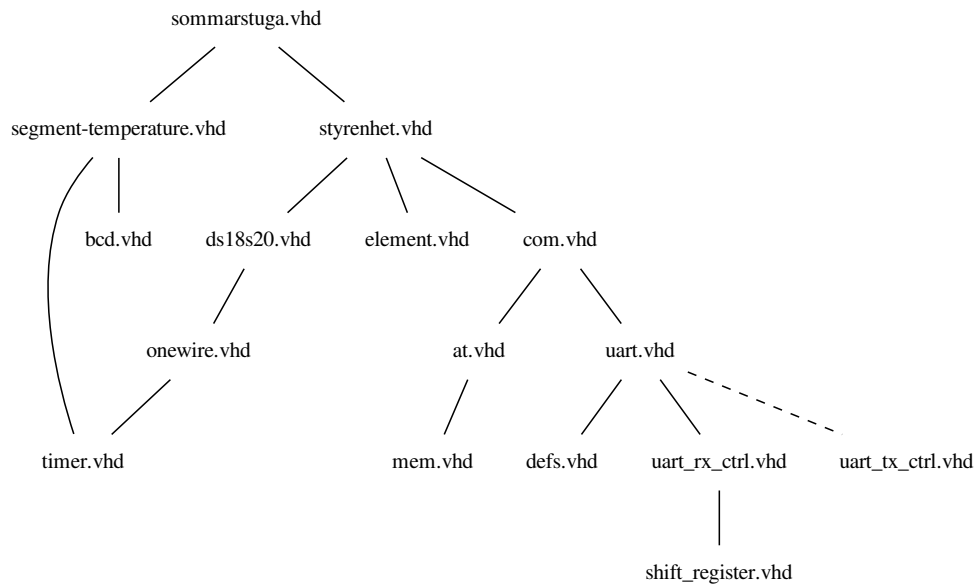 sommarstuga.vhd
segment-temperature.vhd styrenhet.vhd
bcd.vhd ds18s20.vhd element.vhd com.vhd
onewire.vhd at.vhd uart.vhd
timer.vhd mem.vhd defs.vhd uart_rx_ctrl.vhd uart_tx_ctrl.vhd
shift_register.vhd